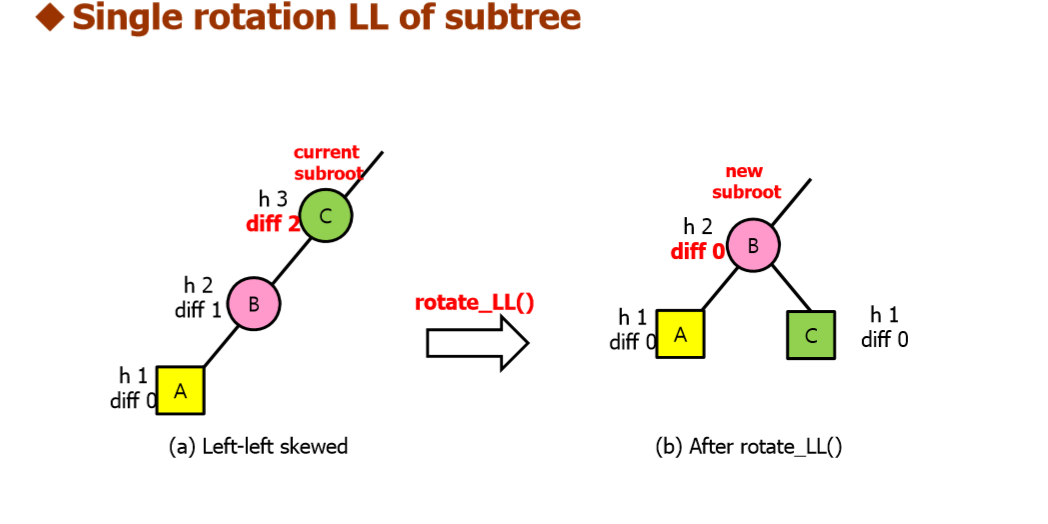 Single rotation LL of subtree
current
subroot
h 3
diff 2
C
h 2
diff 1
B
h 1
diff 0
A
(a) Left-left skewed
rotate_LL()
new
subroot
h 2
diff 0
B
h 1
diff 0
A
C
h 1
diff 0
(b) After rotate_LL()